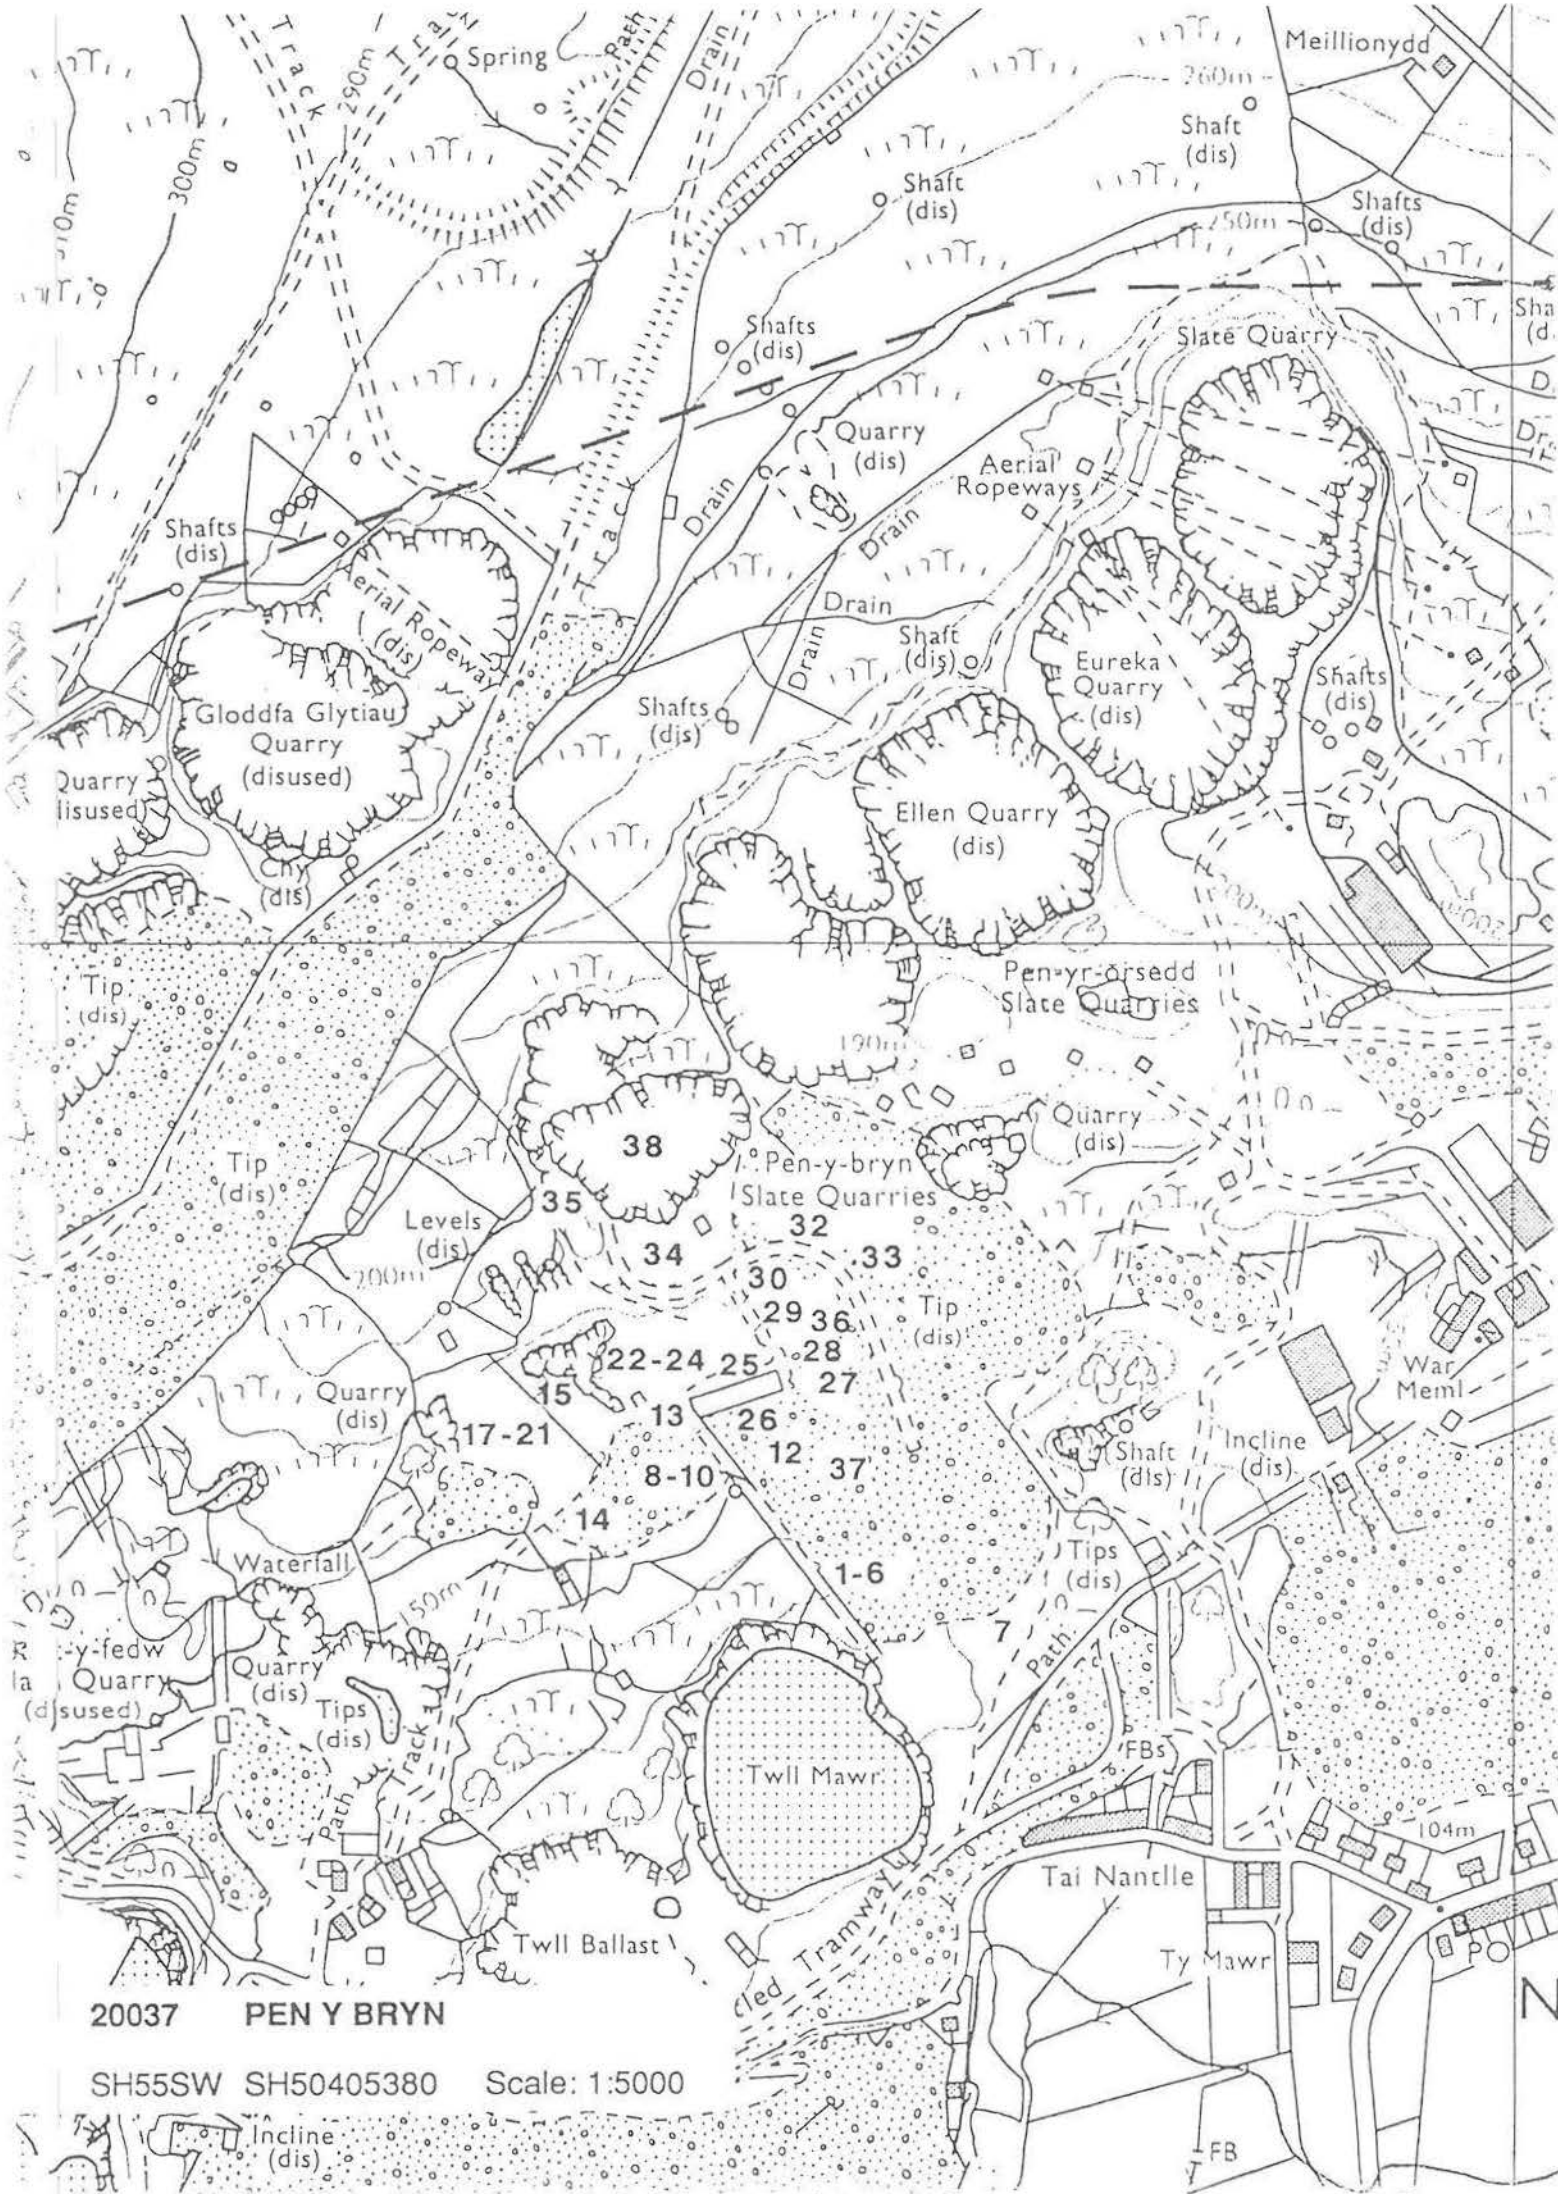 Track
Track
290m
Spring
Path
Drain
Meillionydd
260m
Shaft
(dis)
300m
Shaft
(dis)
Shafts
(dis)
250m
Shafts
(dis)
Slate Quarry
Quarry
(dis)
Aerial
Ropeways
Drain
Drain
Track
Shafts
(dis)
Aerial Ropeway
(dis)
Drain
Drain
Shaft
(dis)
Eureka
Quarry
(dis)
Shafts
(dis)
Gloddfa Glytiau
Quarry
(disused)
Shafts
(dis)
Quarry
disused)
Ellen Quarry
(dis)
Chy
(dis)
200m
200m
Tip
(dis)
Pen-yr-orsedd
Slate Quarries
190m
Quarry
(dis)
38
Pen-y-bryn
Slate Quarries
Tip
(dis)
35
Levels
(dis)
32
34
33
200m
30
29
36
Tip
(dis)
28
22-24
25
27
War
Meml
15
Quarry
(dis)
13
26
17-21
12
37
Shaft
(dis)
Incline
(dis)
8-10
14
Waterfall
Tips
(dis)
1-6
150m
7
Path
-y-fedw
Quarry
(disused)
Quarry
(dis)
Tips
(dis)
Track
Path
FBs
Twll Mawr
104m
Tai Nantlle
Twll Ballast
Tramway
Ty Mawr
PO
N
20037 PEN Y BRYN
SH55SW SH50405380 Scale: 1:5000
Incline
(dis)
FB